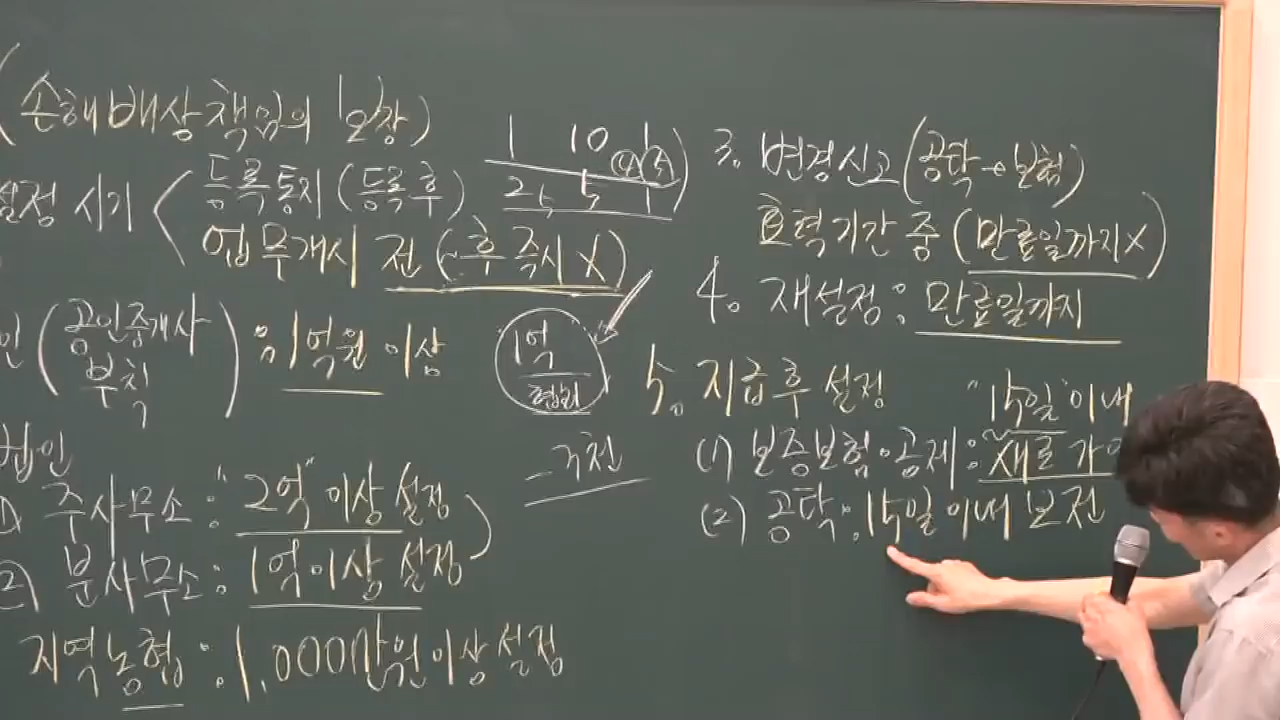 (손해배상책임의 보장)
설정 시기
등록통지 (등록 후)
업무개시 전 (후 즉시 X)
인 (공인중개사 부칙) : 1억원 이상
법인
① 주사무소 : "2억" 이상 설정
② 분사무소 : 1억이상 설정
지역농협 : 1,000만원 이상 설정
1 10
2, 5
1억
협회
3. 변경신고 (공탁→보험)
효력기간 중 (만료일까지X)
4. 재설정 : 만료일까지
5. 지급후 설정
"15일" 이내
(1) 보증보험·공제 : 재로 가
(2) 공탁 : 15일 이내 보전